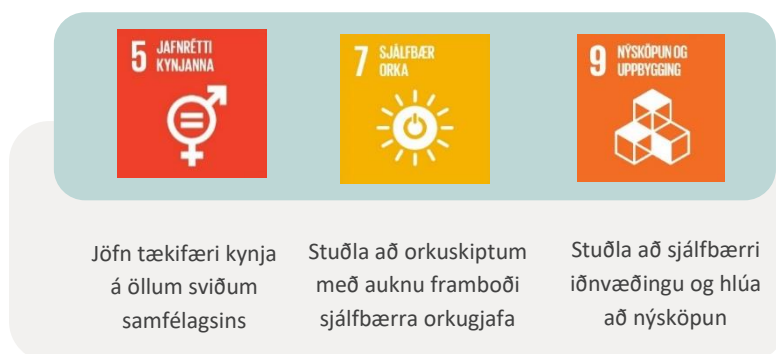 5 JAFNRÉTTI
KYNJANNA
7 SJÁLFBÆR
ORKA
9 NÝSKÖPUN OG
UPPBYGGING
Jöfn tækifæri kynja
á öllum sviðum
samfélagsins
Stuðla að orkuskiptum
með auknu framboði
sjálfbærra orkugjafa
Stuðla að sjálfbærri
iðnvæðingu og hlúa
að nýsköpun